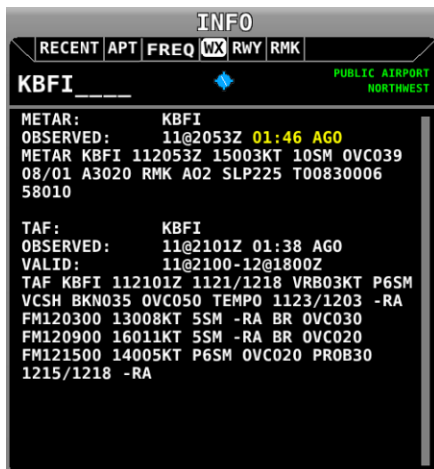 INFO
RECENT APT FREQ WX RWY RMK
KBFI____
PUBLIC AIRPORT
NORTHWEST
METAR: KBFI
OBSERVED: 11@2053Z 01:46 AGO
METAR KBFI 112053Z 15003KT 10SM OVC039
08/01 A3020 RMK AO2 SLP225 T00830006
58010
TAF: KBFI
OBSERVED: 11@2101Z 01:38 AGO
VALID: 11@2100-12@1800Z
TAF KBFI 112101Z 1121/1218 VRB03KT P6SM
VCSH BKN035 OVC050 TEMPO 1123/1203 -RA
FM120300 13008KT 5SM -RA BR OVC030
FM120900 16011KT 5SM -RA BR OVC020
FM121500 14005KT P6SM OVC020 PROB30
1215/1218 -RA